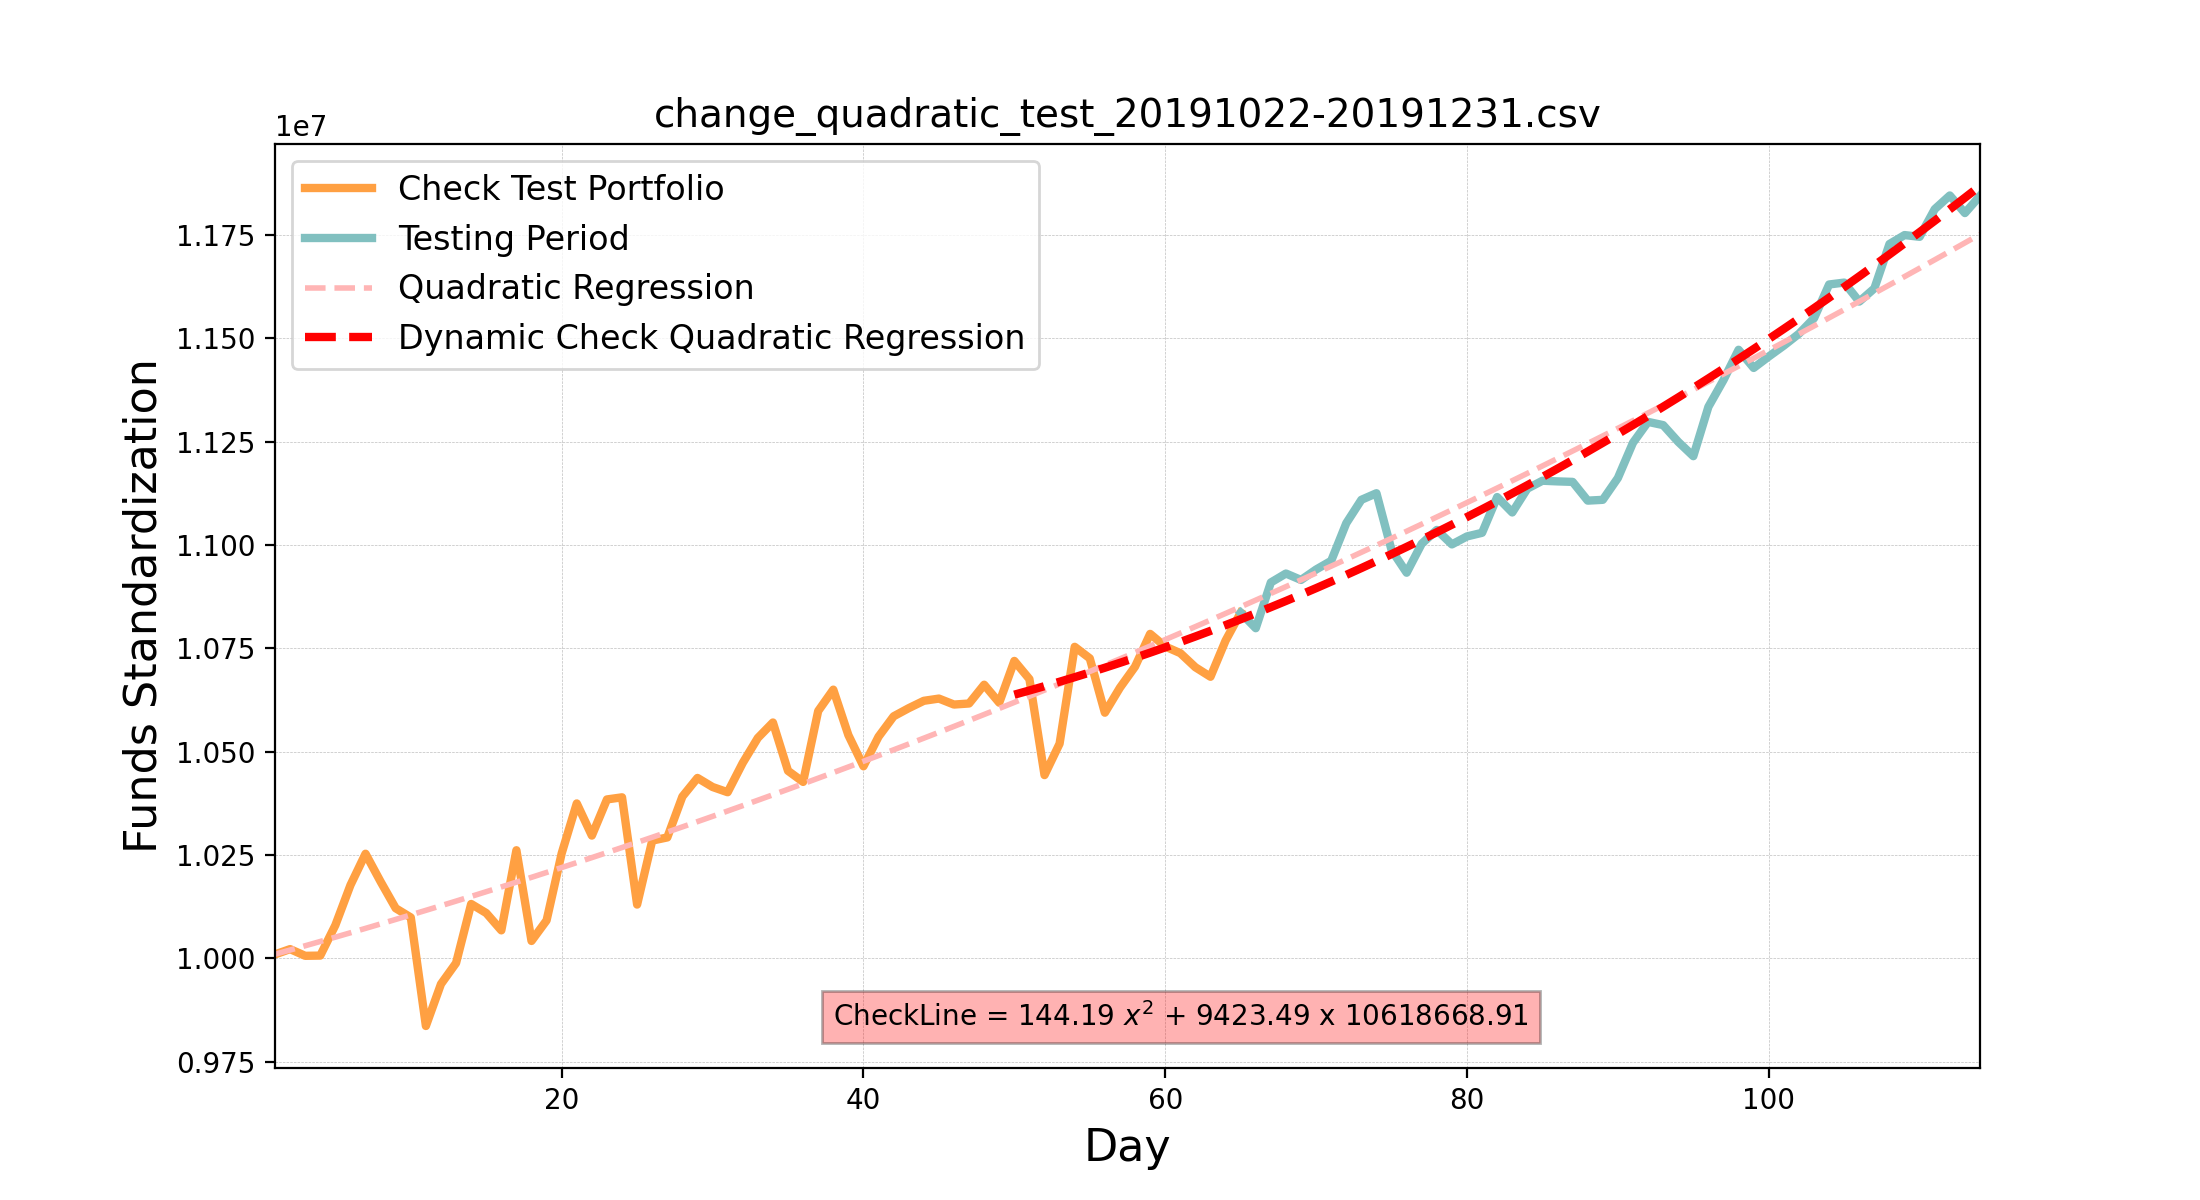 change_quadratic_test_20191022-20191231.csv
1e7
Check Test Portfolio
Testing Period
Quadratic Regression
Dynamic Check Quadratic Regression
Funds Standardization
1.175
1.150
1.125
1.100
1.075
1.050
1.025
1.000
0.975
CheckLine = 144.19 x² + 9423.49 x 10618668.91
20 40 60 80 100
Day